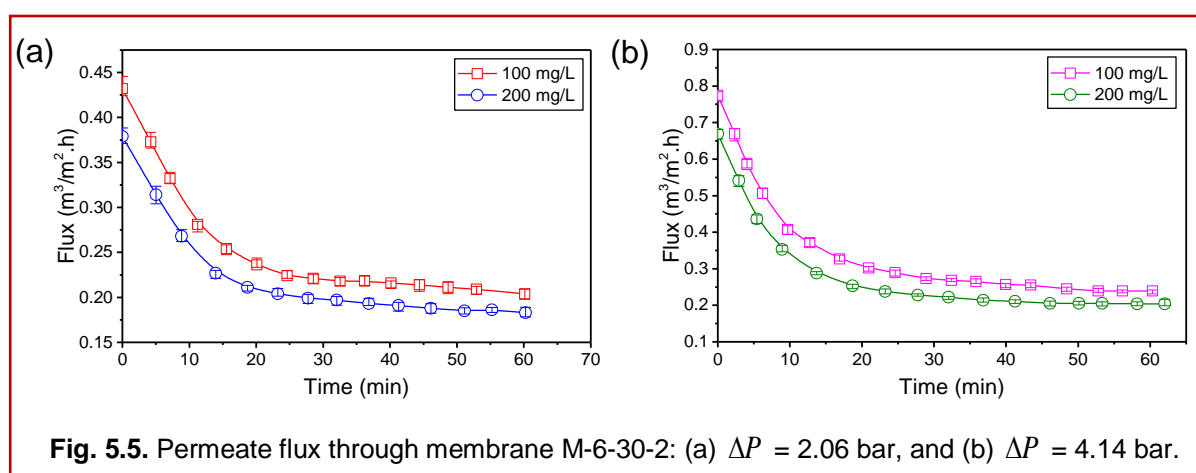 (a)
0.45
0.40
0.35
0.30
0.25
0.20
0.15
0
10
20
30
40
50
60
70
Flux (m³/m².h)
Time (min)
100 mg/L
200 mg/L
(b)
0.9
0.8
0.7
0.6
0.5
0.4
0.3
0.2
0.1
0
10
20
30
40
50
60
Flux (m³/m².h)
Time (min)
100 mg/L
200 mg/L
Fig. 5.5. Permeate flux through membrane M-6-30-2: (a) ΔP = 2.06 bar, and (b) ΔP = 4.14 bar.